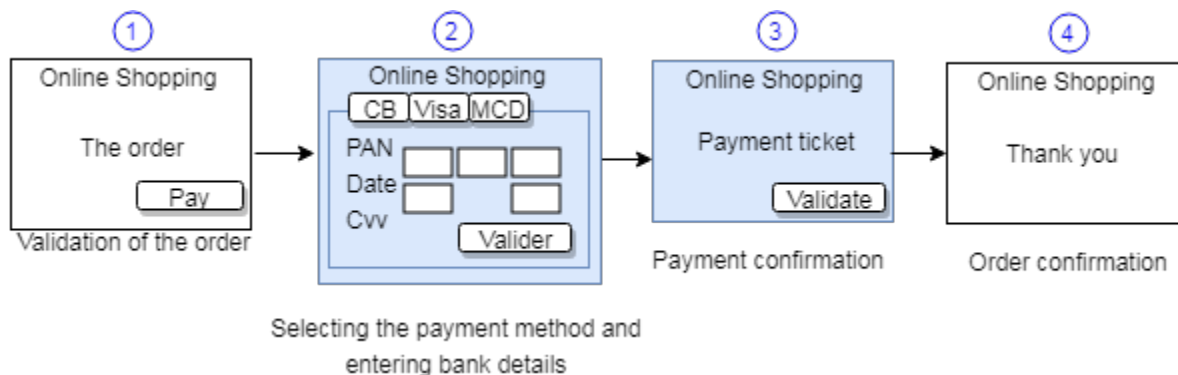 1
Online Shopping
The order
Pay
Validation of the order
2
Online Shopping
CB Visa MCD
PAN
Date
Cvv
Valider
Selecting the payment method and
entering bank details
3
Online Shopping
Payment ticket
Validate
Payment confirmation
4
Online Shopping
Thank you
Order confirmation